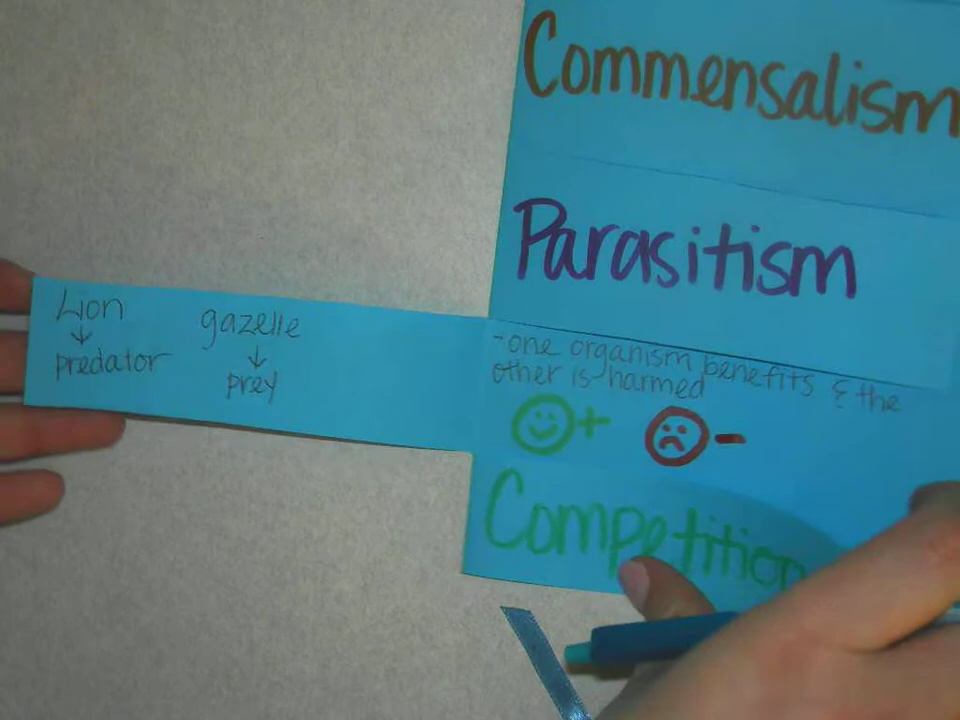 Commensalism
Parasitism
Lion gazelle
predator prey
-one organism benefits & the
other is harmed
+ -
Competition